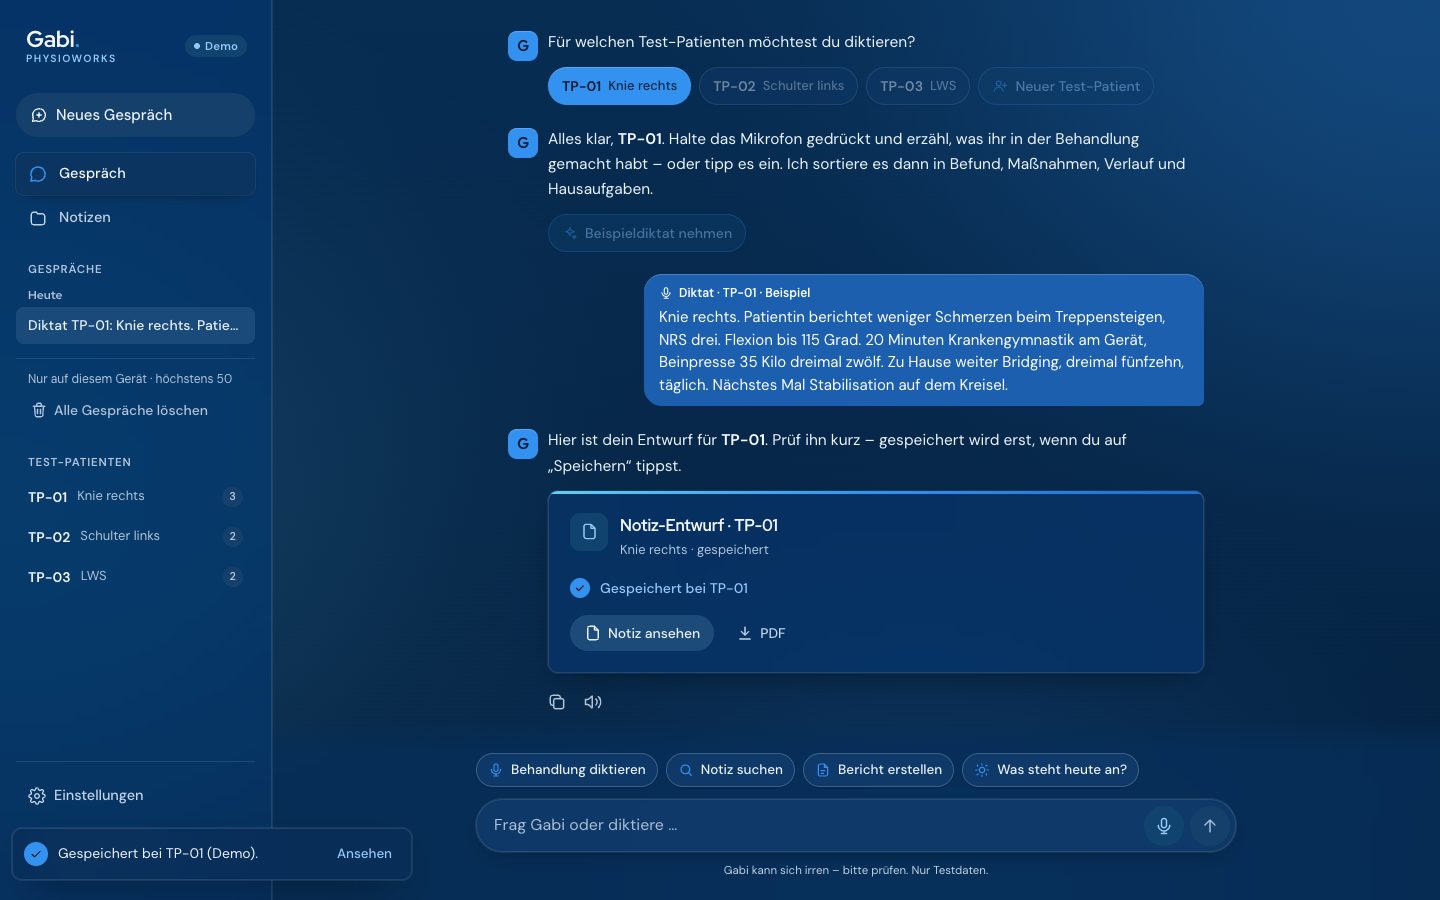 Gabi.
PHYSIOWORKS
Demo
Neues Gespräch
Gespräch
Notizen
GESPRÄCHE
Heute
Diktat TP-01: Knie rechts. Patie...
Nur auf diesem Gerät · höchstens 50
Alle Gespräche löschen
TEST-PATIENTEN
TP-01 Knie rechts 3
TP-02 Schulter links 2
TP-03 LWS 2
Einstellungen
Gespeichert bei TP-01 (Demo). Ansehen
G
Für welchen Test-Patienten möchtest du diktieren?
TP-01 Knie rechts TP-02 Schulter links TP-03 LWS Neuer Test-Patient
G
Alles klar, TP-01. Halte das Mikrofon gedrückt und erzähl, was ihr in der Behandlung
gemacht habt – oder tipp es ein. Ich sortiere es dann in Befund, Maßnahmen, Verlauf und
Hausaufgaben.
Beispieldiktat nehmen
Diktat · TP-01 · Beispiel
Knie rechts. Patientin berichtet weniger Schmerzen beim Treppensteigen,
NRS drei. Flexion bis 115 Grad. 20 Minuten Krankengymnastik am Gerät,
Beinpresse 35 Kilo dreimal zwölf. Zu Hause weiter Bridging, dreimal fünfzehn,
täglich. Nächstes Mal Stabilisation auf dem Kreisel.
G
Hier ist dein Entwurf für TP-01. Prüf ihn kurz – gespeichert wird erst, wenn du auf
„Speichern“ tippst.
Notiz-Entwurf · TP-01
Knie rechts · gespeichert
Gespeichert bei TP-01
Notiz ansehen PDF
Behandlung diktieren Notiz suchen Bericht erstellen Was steht heute an?
Frag Gabi oder diktiere ...
Gabi kann sich irren – bitte prüfen. Nur Testdaten.